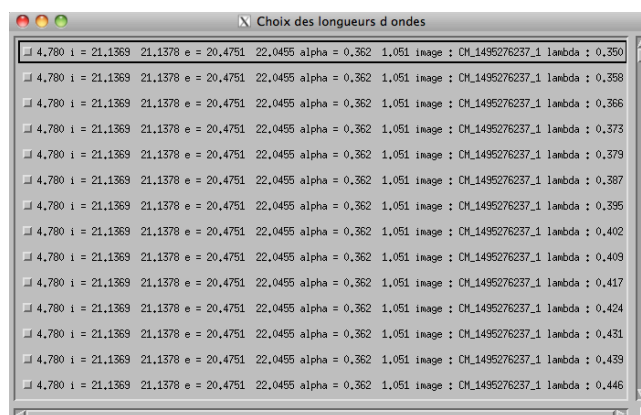 Choix des longueurs d ondes
4.780 i = 21.1369 21.1378 e = 20.4751 22.0455 alpha = 0.362 1.051 image : CM_1495276237_1 lambda : 0.350
4.780 i = 21.1369 21.1378 e = 20.4751 22.0455 alpha = 0.362 1.051 image : CM_1495276237_1 lambda : 0.358
4.780 i = 21.1369 21.1378 e = 20.4751 22.0455 alpha = 0.362 1.051 image : CM_1495276237_1 lambda : 0.366
4.780 i = 21.1369 21.1378 e = 20.4751 22.0455 alpha = 0.362 1.051 image : CM_1495276237_1 lambda : 0.373
4.780 i = 21.1369 21.1378 e = 20.4751 22.0455 alpha = 0.362 1.051 image : CM_1495276237_1 lambda : 0.379
4.780 i = 21.1369 21.1378 e = 20.4751 22.0455 alpha = 0.362 1.051 image : CM_1495276237_1 lambda : 0.387
4.780 i = 21.1369 21.1378 e = 20.4751 22.0455 alpha = 0.362 1.051 image : CM_1495276237_1 lambda : 0.395
4.780 i = 21.1369 21.1378 e = 20.4751 22.0455 alpha = 0.362 1.051 image : CM_1495276237_1 lambda : 0.402
4.780 i = 21.1369 21.1378 e = 20.4751 22.0455 alpha = 0.362 1.051 image : CM_1495276237_1 lambda : 0.409
4.780 i = 21.1369 21.1378 e = 20.4751 22.0455 alpha = 0.362 1.051 image : CM_1495276237_1 lambda : 0.417
4.780 i = 21.1369 21.1378 e = 20.4751 22.0455 alpha = 0.362 1.051 image : CM_1495276237_1 lambda : 0.424
4.780 i = 21.1369 21.1378 e = 20.4751 22.0455 alpha = 0.362 1.051 image : CM_1495276237_1 lambda : 0.431
4.780 i = 21.1369 21.1378 e = 20.4751 22.0455 alpha = 0.362 1.051 image : CM_1495276237_1 lambda : 0.439
4.780 i = 21.1369 21.1378 e = 20.4751 22.0455 alpha = 0.362 1.051 image : CM_1495276237_1 lambda : 0.446